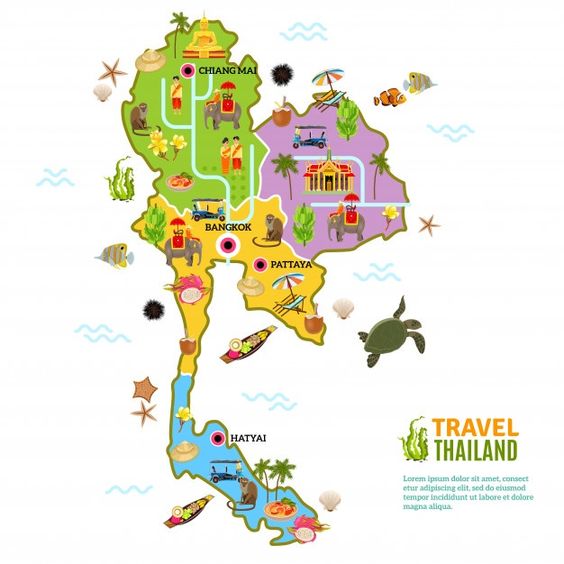 CHIANG MAI
BANGKOK
PATTAYA
HATYAI
TRAVEL
THAILAND
Lorem ipsum dolor sit amet, consect
etur adipiscing elit, sed do eiusmod
tempor incididunt ut labore et dolore
magna aliqua.